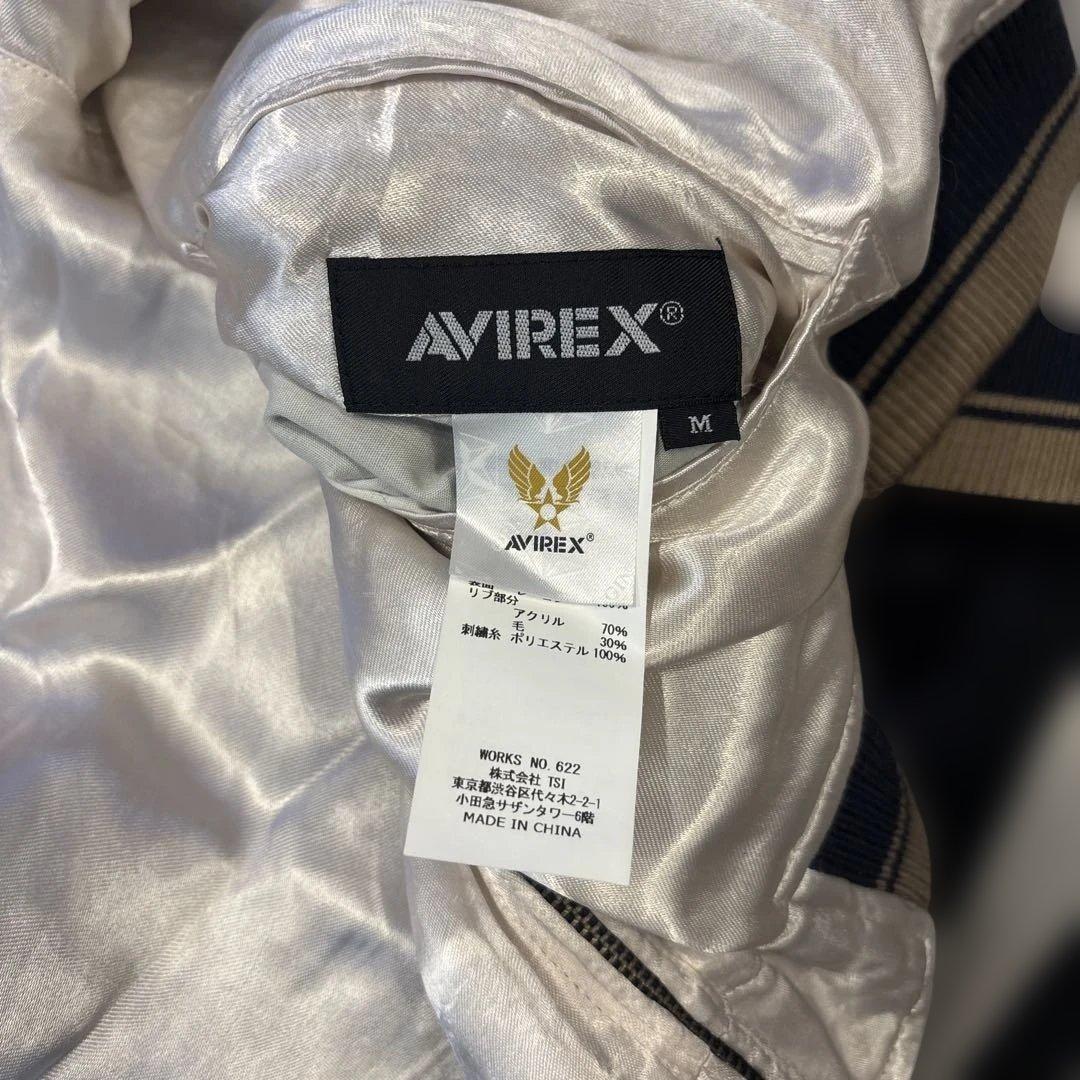 AVIREX®
M
AVIREX®
リブ部分 100%
アクリル 70%
毛 30%
刺繍糸 ポリエステル 100%
WORKS NO. 622
株式会社 TSI
東京都渋谷区代々木2-2-1
小田急サザンタワー6階
MADE IN CHINA